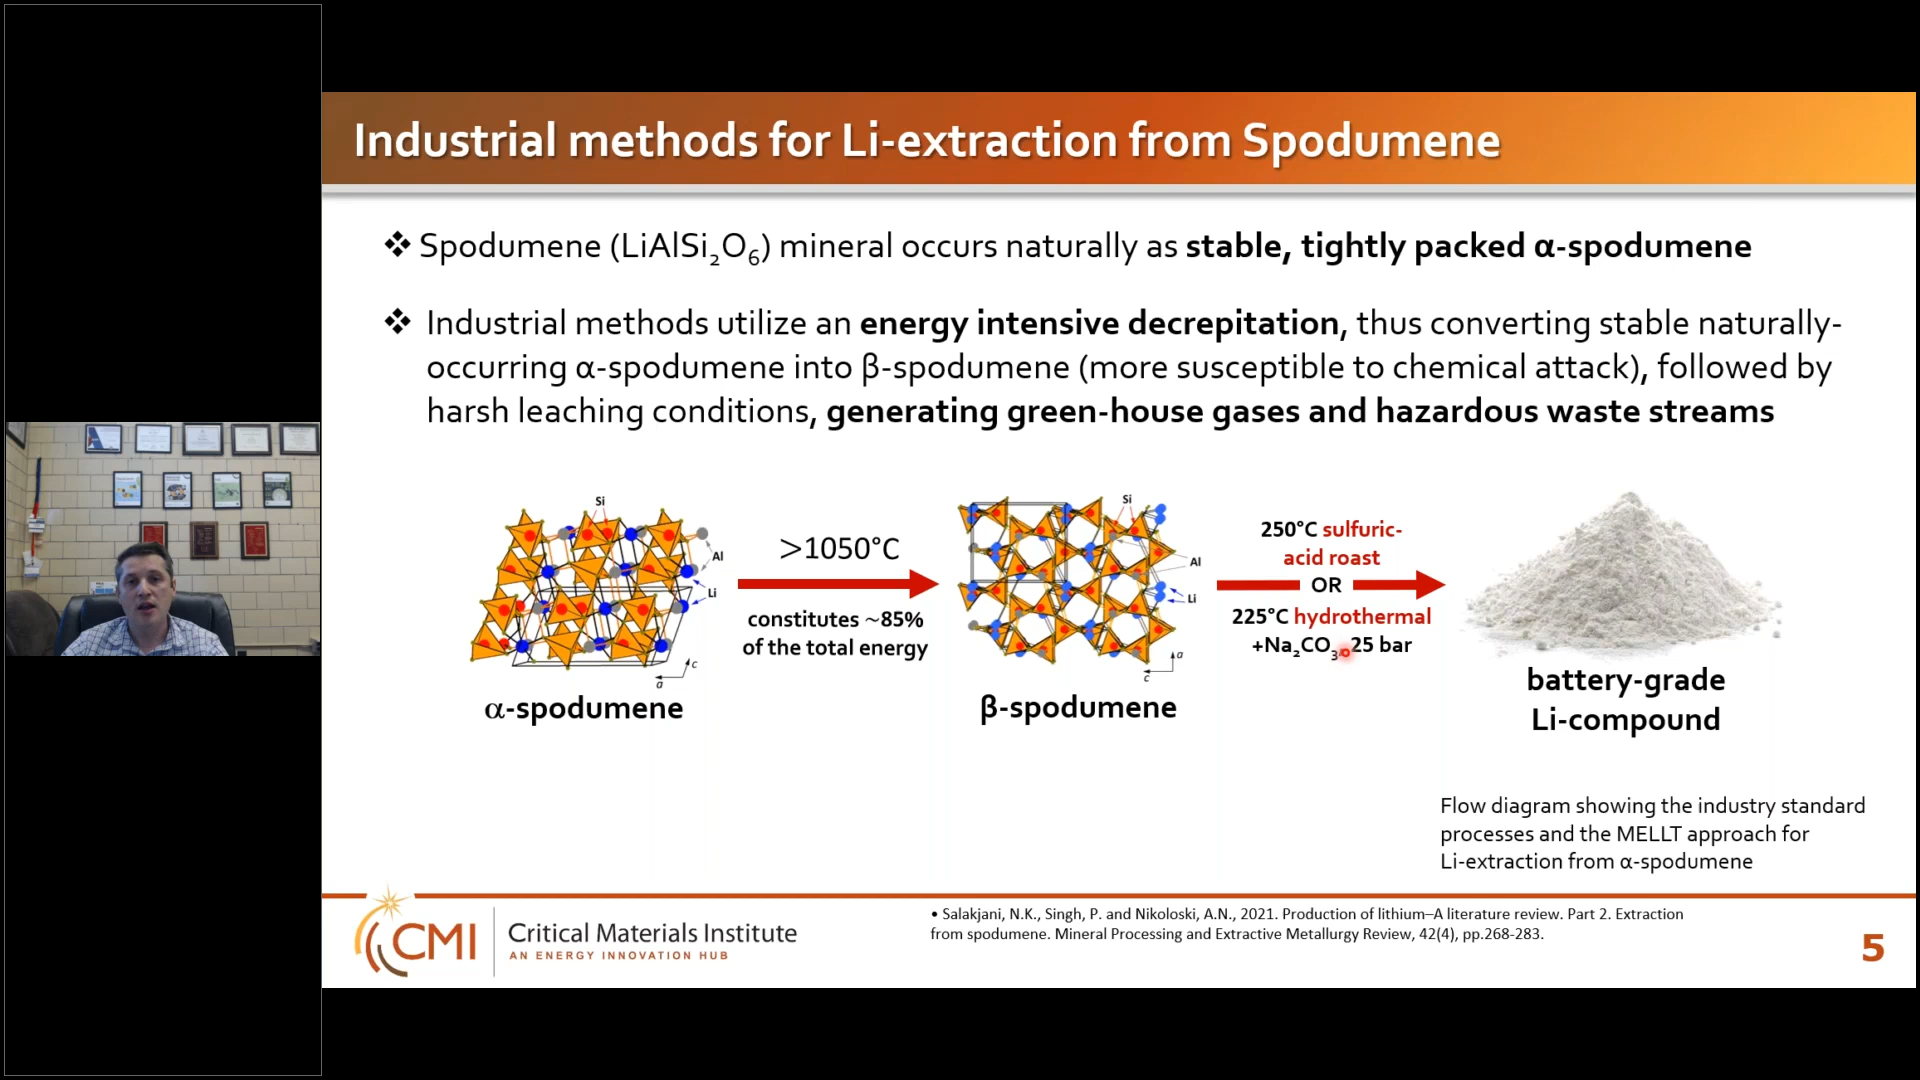 Industrial methods for Li-extraction from Spodumene
❖ Spodumene (LiAlSi₂O₆) mineral occurs naturally as stable, tightly packed α-spodumene
❖ Industrial methods utilize an energy intensive decrepitation, thus converting stable naturally-
occurring α-spodumene into β-spodumene (more susceptible to chemical attack), followed by
harsh leaching conditions, generating green-house gases and hazardous waste streams
Si
Al
Li
c
a
α-spodumene
>1050°C
constitutes ~85%
of the total energy
Si
Al
Li
a
c
β-spodumene
250°C sulfuric-
acid roast
OR
225°C hydrothermal
+Na₂CO₃ 25 bar
battery-grade
Li-compound
Flow diagram showing the industry standard
processes and the MELLT approach for
Li-extraction from α-spodumene
CMI
Critical Materials Institute
AN ENERGY INNOVATION HUB
• Salakjani, N.K., Singh, P. and Nikoloski, A.N., 2021. Production of lithium–A literature review. Part 2. Extraction
from spodumene. Mineral Processing and Extractive Metallurgy Review, 42(4), pp.268-283.
5